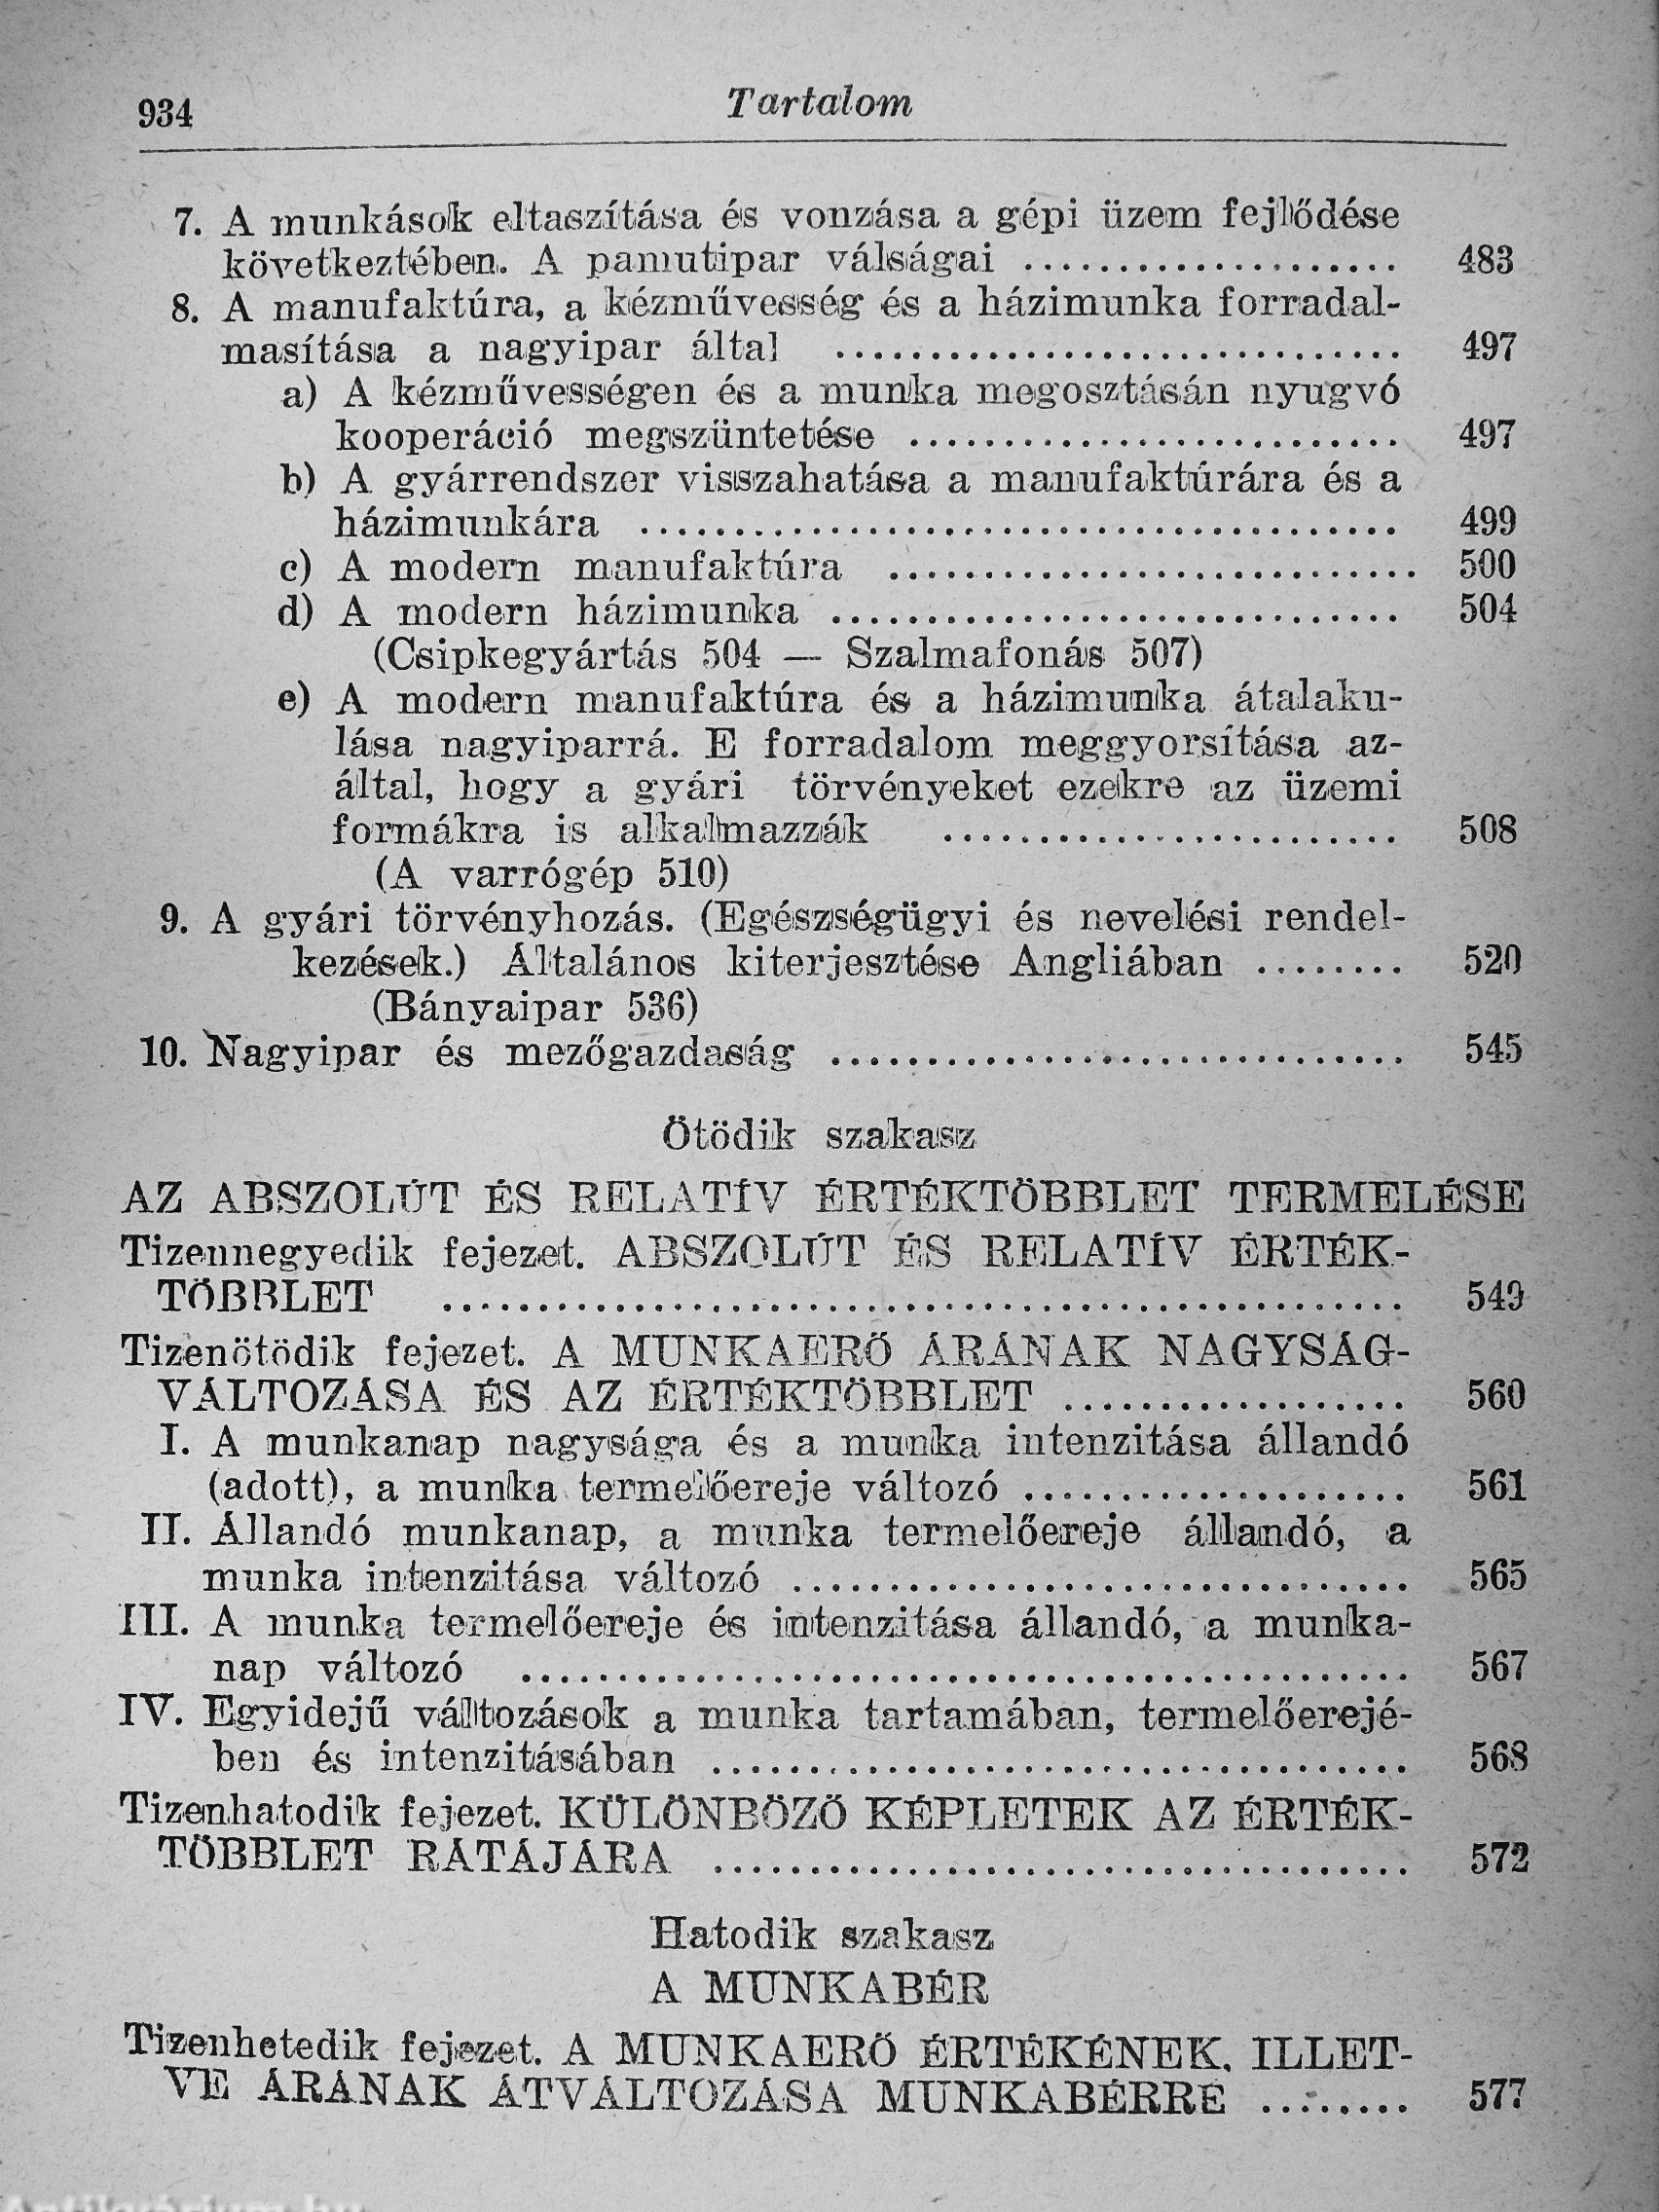 934
Tartalom
7. A munkások eltaszítása és vonzása a gépi üzem fejlődése
következtében. A pamutipar válságai .................... 483
8. A manufaktúra, a kézművesség és a házimunka forradal-
masítása a nagyipar által .............................. 497
a) A kézművességen és a munka megosztásán nyugvó
kooperáció megszüntetése .......................... 497
b) A gyárrendszer visszahatása a manufaktúrára és a
házimunkára ........................................ 499
c) A modern manufaktúra ............................ 500
d) A modern házimunka .............................. 504
(Csipkegyártás 504 — Szalmafonás 507)
e) A modern manufaktúra és a házimunka átalaku-
lása nagyiparrá. E forradalom meggyorsítása az-
által, hogy a gyári törvényeket ezekre az üzemi
formákra is alkalmazzák ........................ 508
(A varrógép 510)
9. A gyári törvényhozás. (Egészségügyi és nevelési rendel-
kezések.) Általános kiterjesztése Angliában ........ 520
(Bányaipar 536)
10. Nagyipar és mezőgazdaság .............................. 545
Ötödik szakasz
AZ ABSZOLÚT ÉS RELATÍV ÉRTÉKTÖBBLET TERMELÉSE
Tizennegyedik fejezet. ABSZOLÚT ÉS RELATÍV ÉRTÉK-
TÖBBLET .................................................. 549
Tizenötödik fejezet. A MUNKAERŐ ÁRÁNAK NAGYSÁG-
VÁLTOZÁSA ÉS AZ ÉRTÉKTÖBBLET .................. 560
I. A munkanap nagysága és a munka intenzitása állandó
(adott), a munka termelőereje változó .................... 561
II. Állandó munkanap, a munka termelőereje állandó, a
munka intenzitása változó ................................ 565
III. A munka termelőereje és intenzitása állandó, a munka-
nap változó .............................................. 567
IV. Egyidejű változások a munka tartamában, termelőerejé-
ben és intenzitásában .................................... 568
Tizenhatodik fejezet. KÜLÖNBÖZŐ KÉPLETEK AZ ÉRTÉK-
TÖBBLET RÁTÁJÁRA .................................... 572
Hatodik szakasz
A MUNKABÉR
Tizenhetedik fejezet. A MUNKAERŐ ÉRTÉKÉNEK, ILLET-
VE ÁRÁNAK ÁTVÁLTOZÁSA MUNKABÉRRE ........ 577
Antikvárium.hu